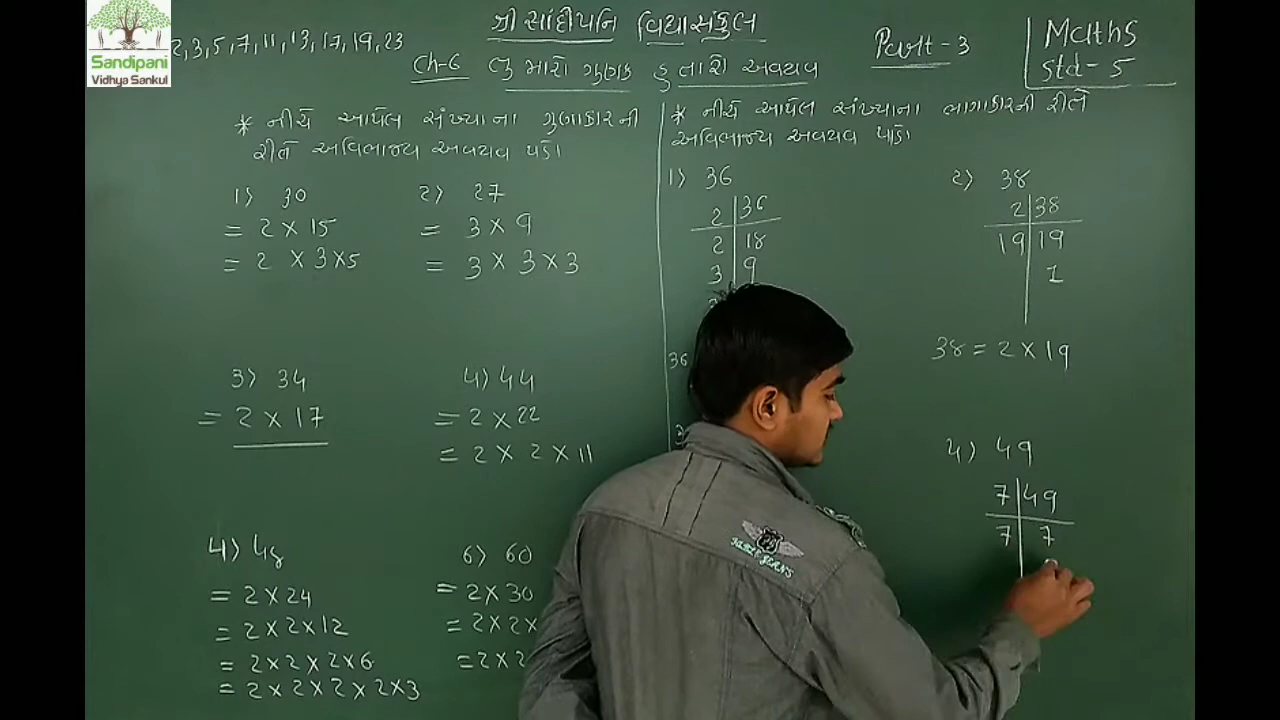 Sandipani
Vidhya Sankul
2,3,5,7,11,13,17,19,23
શ્રી સાંદીપનિ વિદ્યાસંકુલ
Ch-6 તુ મારો ગુણક હુ તારો અવયવ
Part-3
Maths
Std-5
* નીચે આપેલ સંખ્યાના ગુણાકારની
રીતે અવિભાજ્ય અવયવ પાડો
1) 30
= 2 × 15
= 2 × 3 × 5
2) 27
= 3 × 9
= 3 × 3 × 3
3) 34
= 2 × 17
4) 44
= 2 × 22
= 2 × 2 × 11
= 2 × 24
= 2 × 2 × 12
= 2 × 2 × 2 × 6
= 2 × 2 × 2 × 2 × 3
6) 60
= 2 × 30
= 2 × 2 ×
= 2 × 2
* નીચે આપેલ સંખ્યાના ભાગાકારની રીતે
અવિભાજ્ય અવયવ પાડો
1) 36
2 | 36
2 | 18
3 | 9
36
2) 38
2 | 38
19 | 19
1
38 = 2 × 19
4) 49
7 | 49
7 | 7